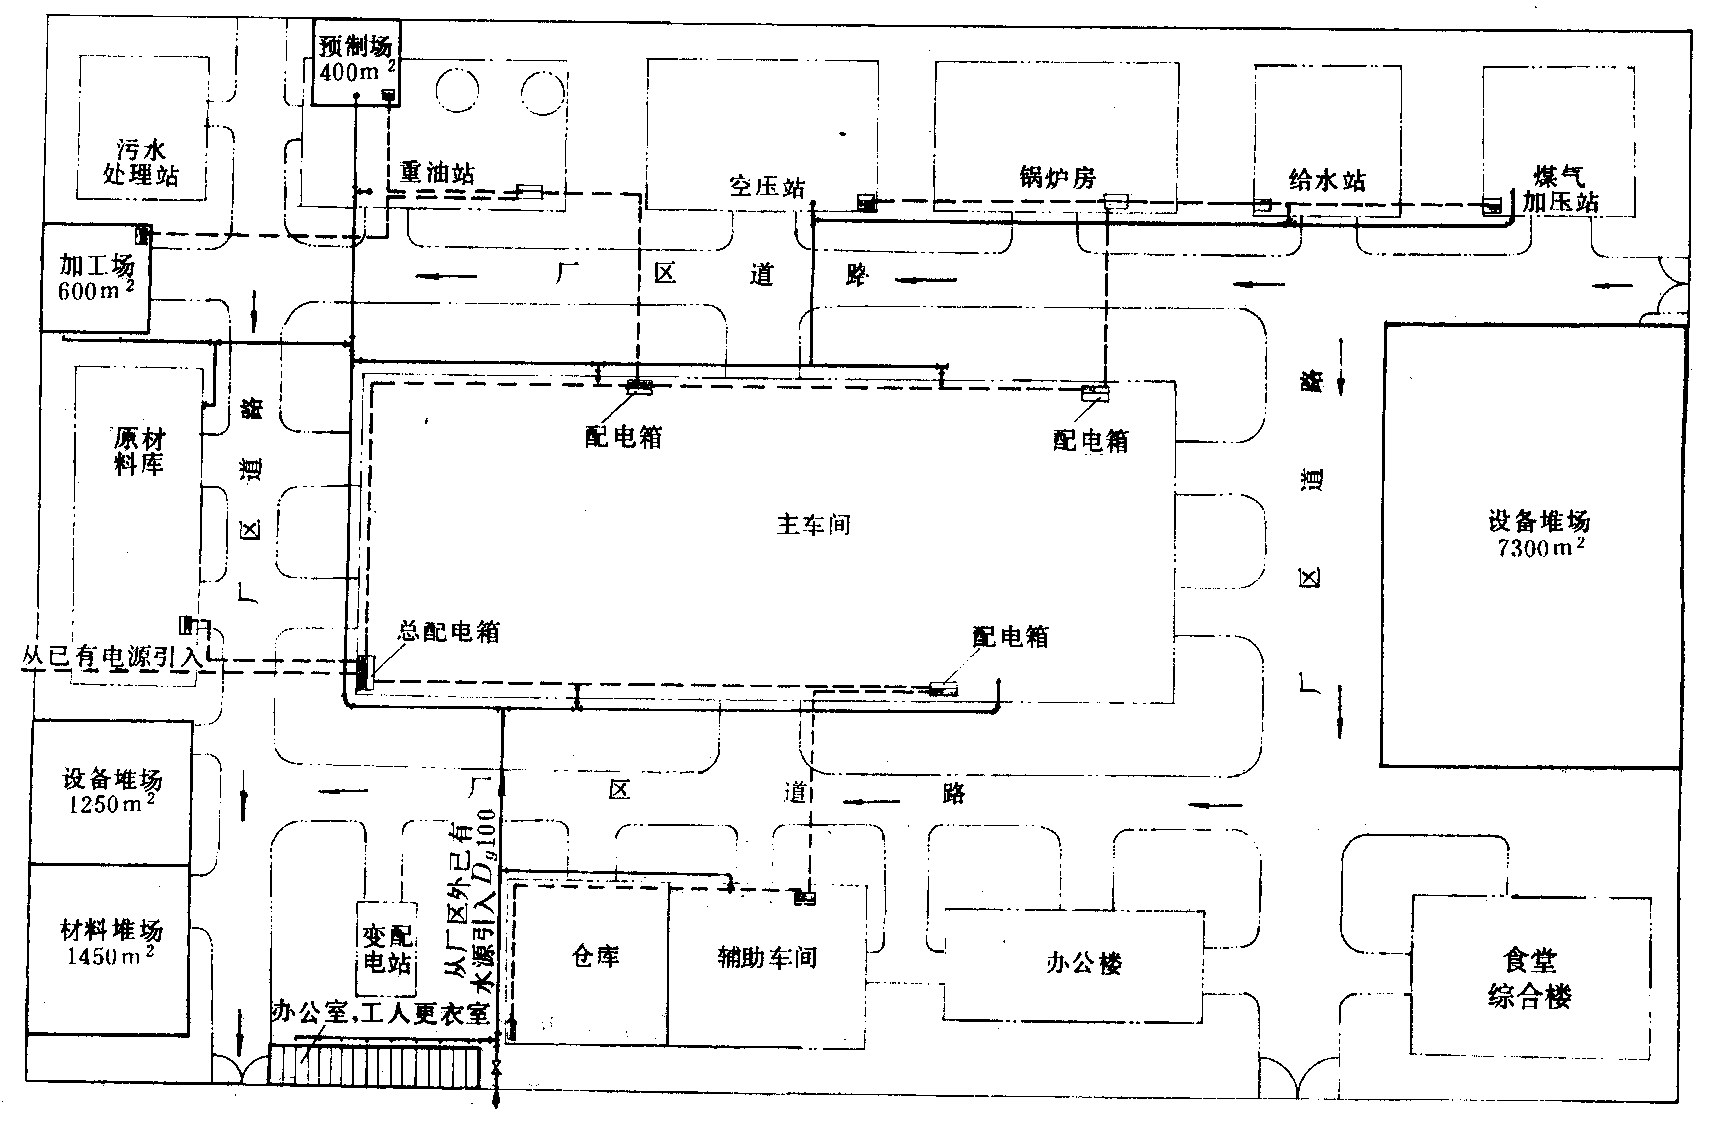 预制场
400m²
污水
处理站
重油站
空压站
锅炉房
给水站
煤气
加压站
加工场
600m²
厂区道路
原材
料库
厂区道路
配电箱
配电箱
主车间
厂区道路
设备堆场
7300m²
总配电箱
配电箱
从已有电源引入
设备堆场
1250m²
厂区道路
从厂区外已有
水源引入Dg100
材料堆场
1450m²
变配
电站
仓库
辅助车间
办公楼
食堂
综合楼
办公室,工人更衣室